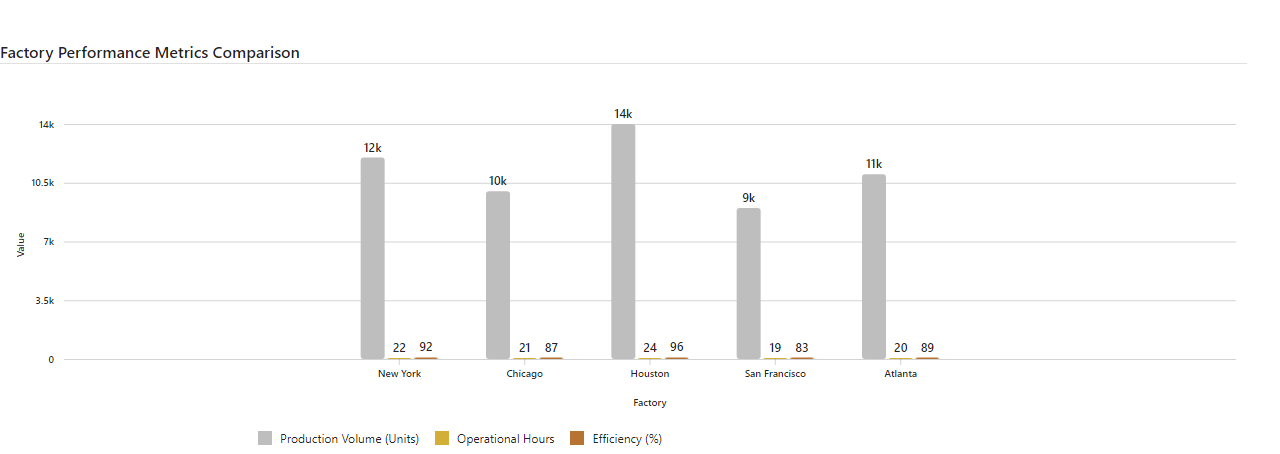 Factory Performance Metrics Comparison
14k
12k
14k
11k
10k
10.5k
9k
Value
7k
3.5k
22 92 21 87 24 96 19 83 20 89
0
New York Chicago Houston San Francisco Atlanta
Factory
Production Volume (Units) Operational Hours Efficiency (%)